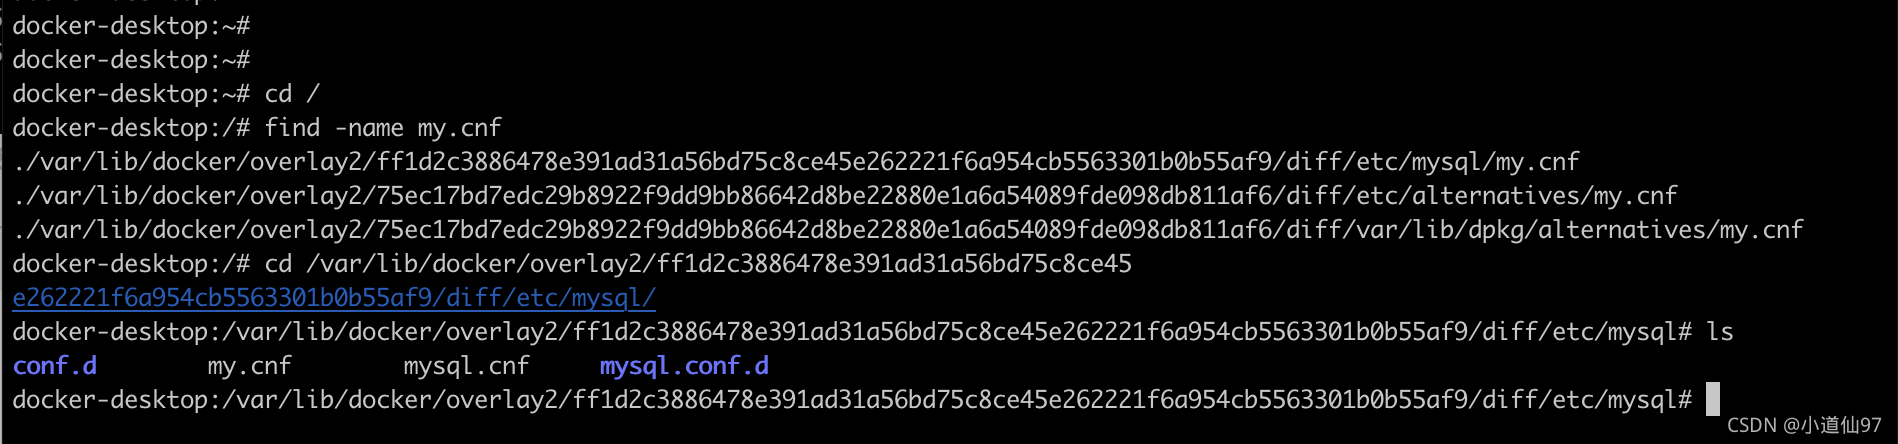 docker-desktop:~#
docker-desktop:~#
docker-desktop:~# cd /
docker-desktop:/# find -name my.cnf
./var/lib/docker/overlay2/ff1d2c3886478e391ad31a56bd75c8ce45e262221f6a954cb5563301b0b55af9/diff/etc/mysql/my.cnf
./var/lib/docker/overlay2/75ec17bd7edc29b8922f9dd9bb86642d8be22880e1a6a54089fde098db811af6/diff/etc/alternatives/my.cnf
./var/lib/docker/overlay2/75ec17bd7edc29b8922f9dd9bb86642d8be22880e1a6a54089fde098db811af6/diff/var/lib/dpkg/alternatives/my.cnf
docker-desktop:/# cd /var/lib/docker/overlay2/ff1d2c3886478e391ad31a56bd75c8ce45
e262221f6a954cb5563301b0b55af9/diff/etc/mysql/
docker-desktop:/var/lib/docker/overlay2/ff1d2c3886478e391ad31a56bd75c8ce45e262221f6a954cb5563301b0b55af9/diff/etc/mysql# ls
conf.d my.cnf mysql.cnf mysql.conf.d
docker-desktop:/var/lib/docker/overlay2/ff1d2c3886478e391ad31a56bd75c8ce45e262221f6a954cb5563301b0b55af9/diff/etc/mysql#
CSDN @小道仙97